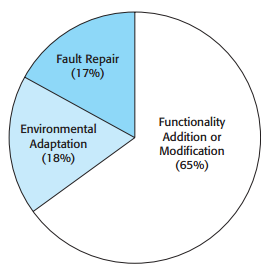 Fault Repair
(17%)
Functionality
Addition or
Modification
(65%)
Environmental
Adaptation
(18%)